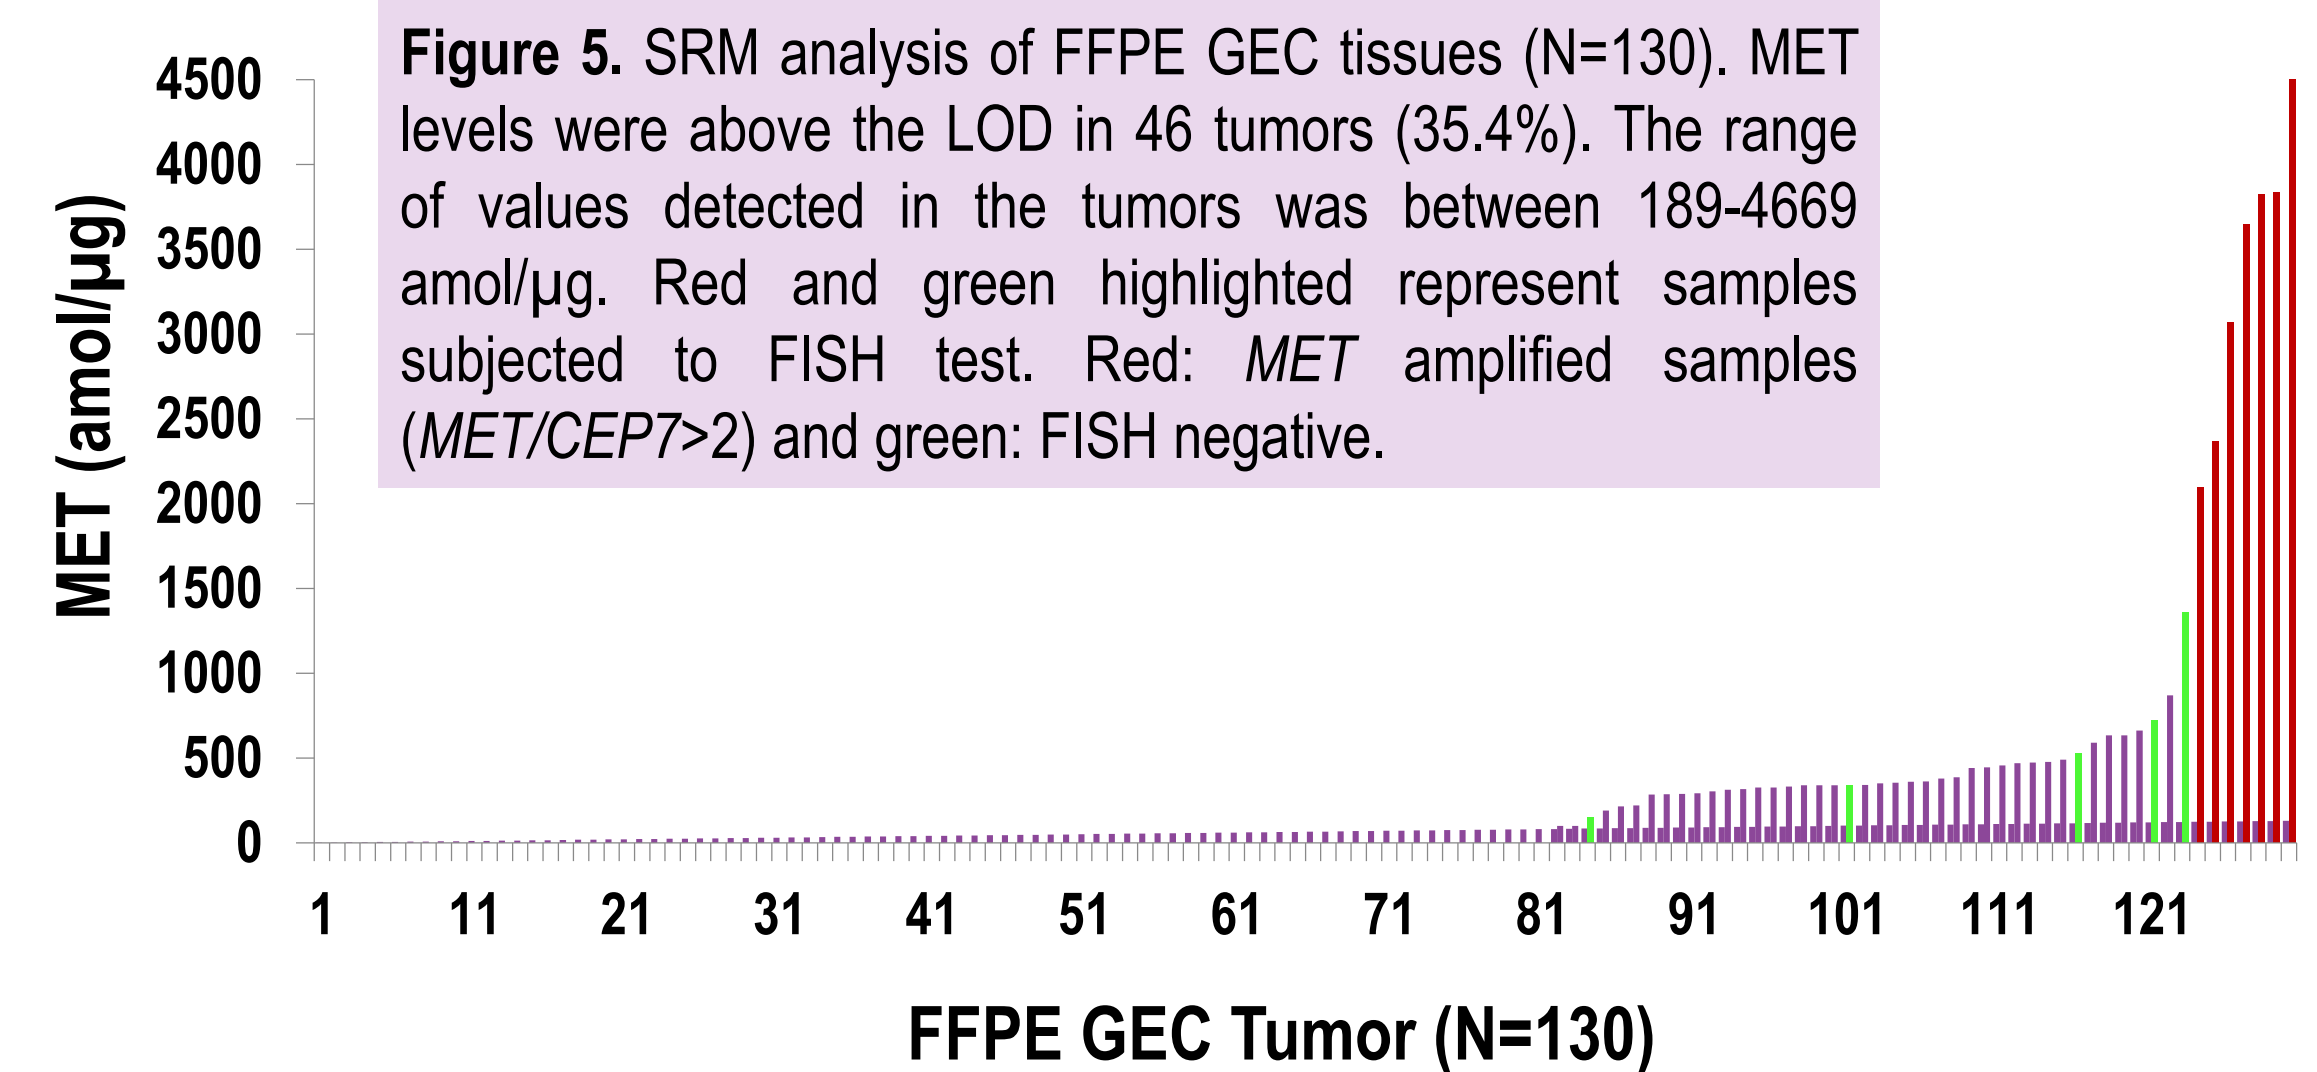 Figure 5. SRM analysis of FFPE GEC tissues (N=130). MET
levels were above the LOD in 46 tumors (35.4%). The range
of values detected in the tumors was between 189-4669
amol/µg. Red and green highlighted represent samples
subjected to FISH test. Red: MET amplified samples
(MET/CEP7>2) and green: FISH negative.
MET (amol/µg)
4500
4000
3500
3000
2500
2000
1500
1000
500
0
1 11 21 31 41 51 61 71 81 91 101 111 121
FFPE GEC Tumor (N=130)